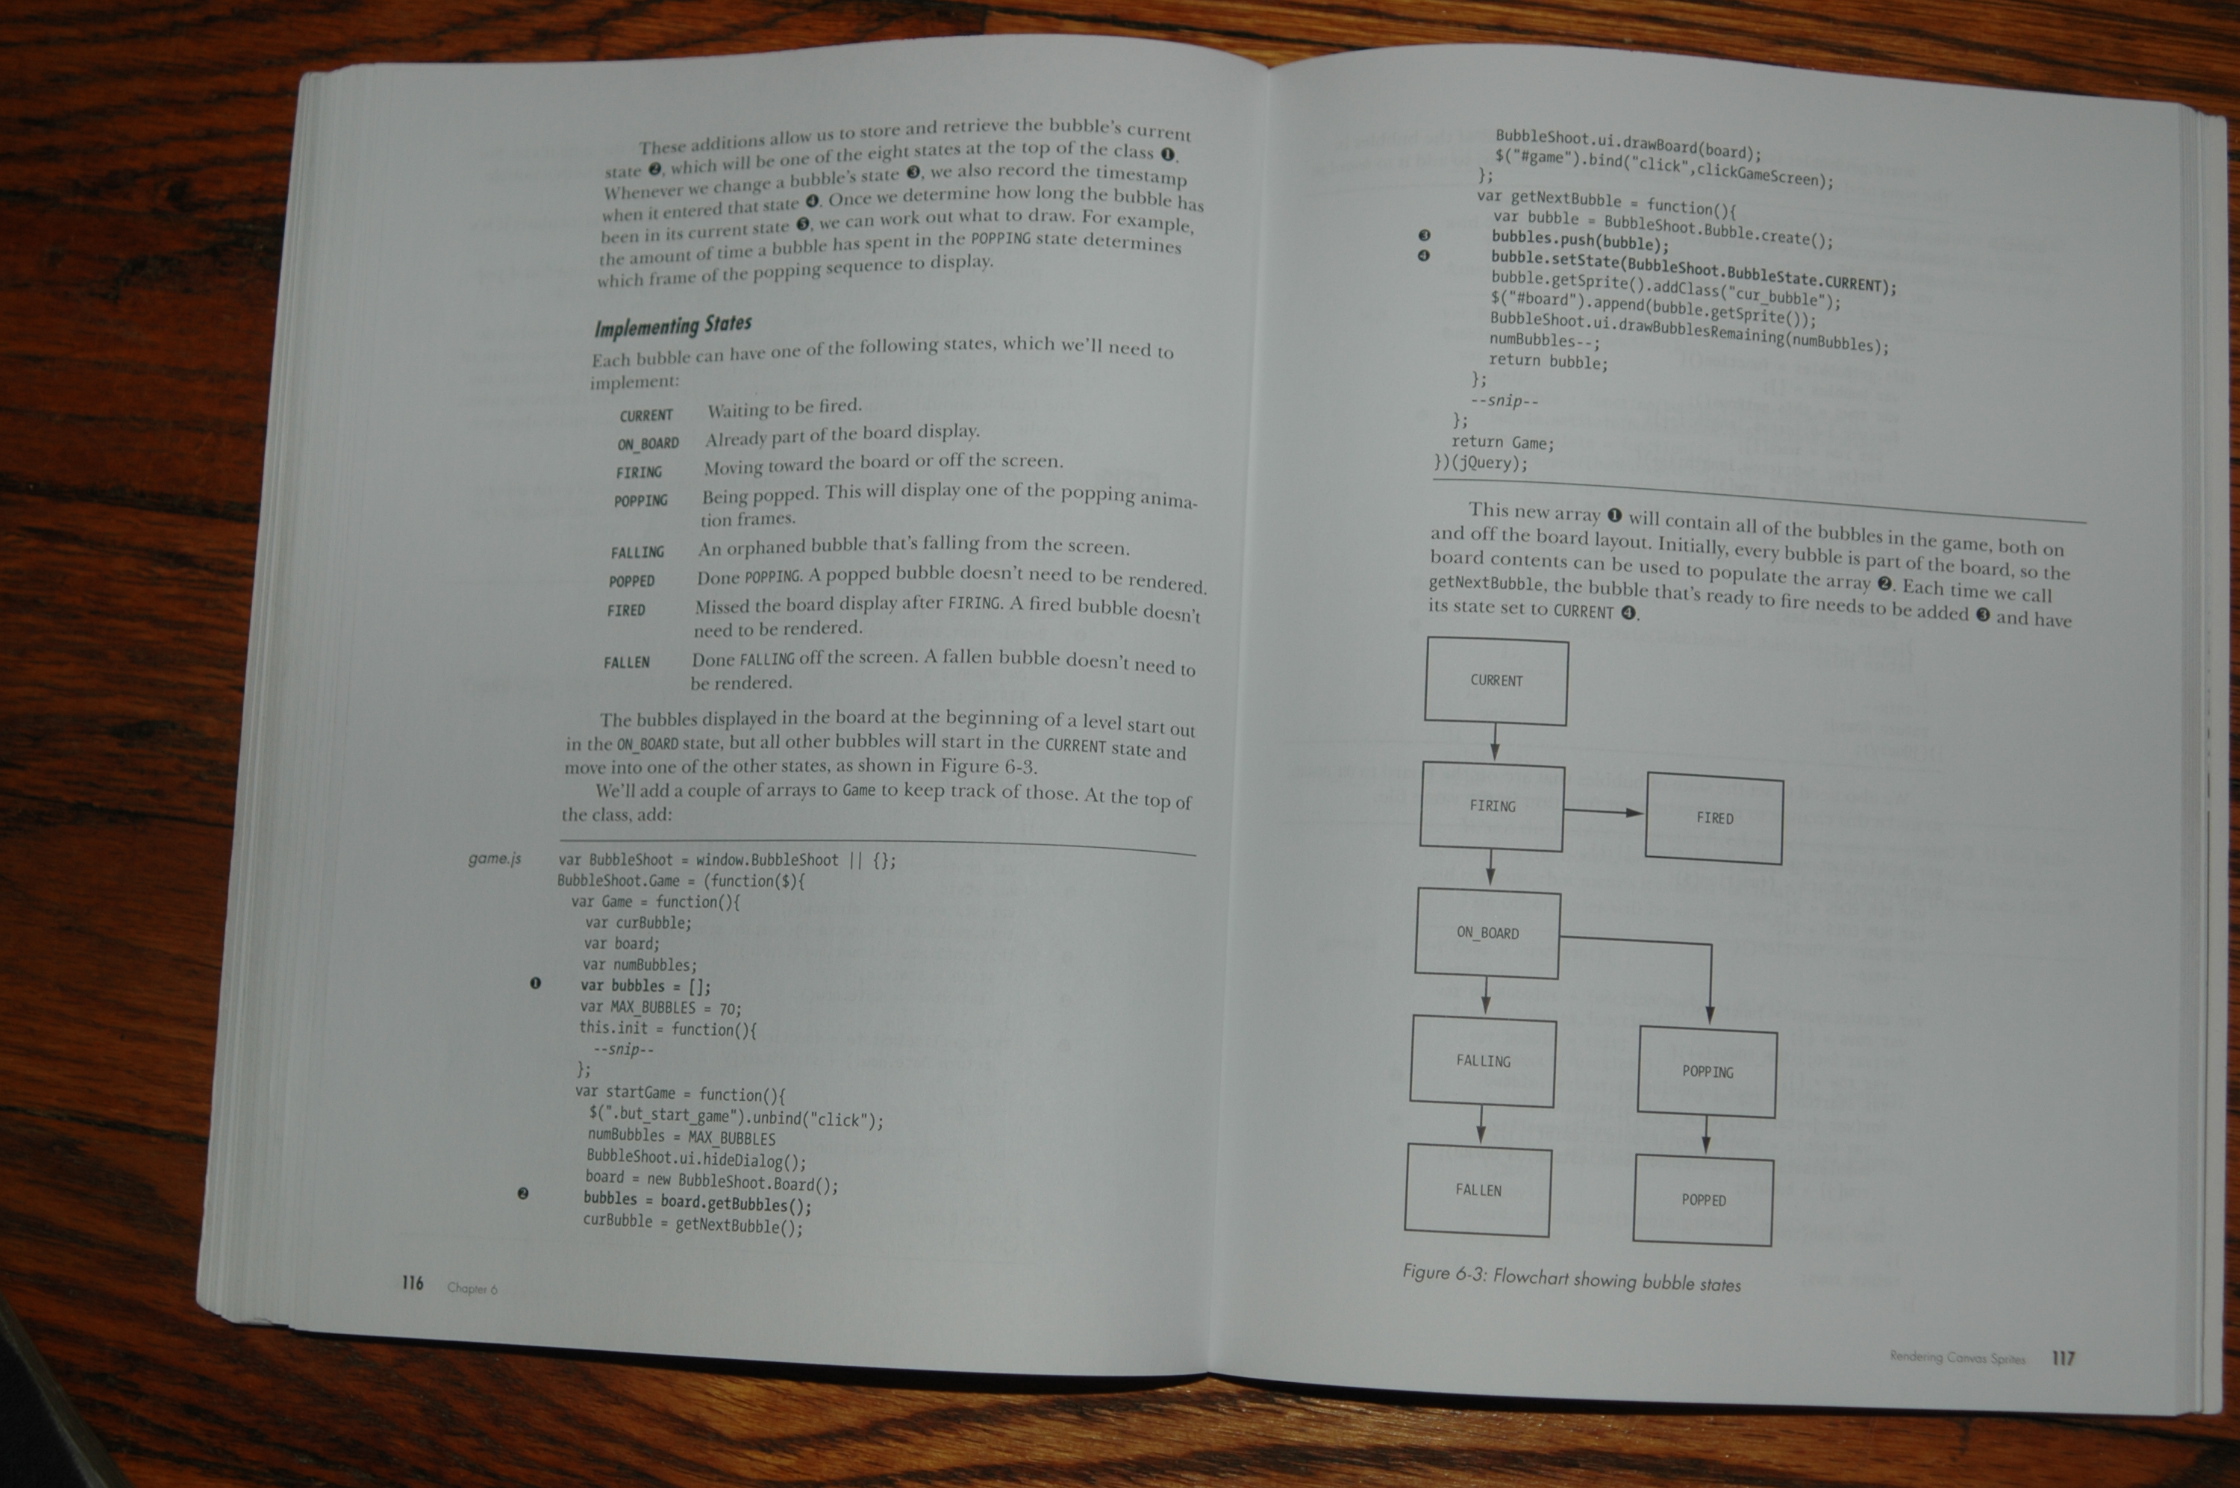 These additions allow us to store and retrieve the bubble's current
state ❷, which will be one of the eight states at the top of the class ❶.
Whenever we change a bubble's state ❸, we also record the timestamp
when it entered that state ❹. Once we determine how long the bubble has
been in its current state ❺, we can work out what to draw. For example,
the amount of time a bubble has spent in the POPPING state determines
which frame of the popping sequence to display.
Implementing States
Each bubble can have one of the following states, which we'll need to
implement:
CURRENT Waiting to be fired.
ON_BOARD Already part of the board display.
FIRING Moving toward the board or off the screen.
POPPING Being popped. This will display one of the popping anima-
tion frames.
FALLING An orphaned bubble that's falling from the screen.
POPPED Done POPPING. A popped bubble doesn't need to be rendered.
FIRED Missed the board display after FIRING. A fired bubble doesn't
need to be rendered.
FALLEN Done FALLING off the screen. A fallen bubble doesn't need to
be rendered.
The bubbles displayed in the board at the beginning of a level start out
in the ON_BOARD state, but all other bubbles will start in the CURRENT state and
move into one of the other states, as shown in Figure 6-3.
We'll add a couple of arrays to Game to keep track of those. At the top of
the class, add:
game.js var BubbleShoot = window.BubbleShoot || {};
BubbleShoot.Game = (function($){
var Game = function(){
var curBubble;
var board;
var numBubbles;
❶ var bubbles = [];
var MAX_BUBBLES = 70;
this.init = function(){
--snip--
};
var startGame = function(){
$(".but_start_game").unbind("click");
numBubbles = MAX_BUBBLES
BubbleShoot.ui.hideDialog();
board = new BubbleShoot.Board();
❷ bubbles = board.getBubbles();
curBubble = getNextBubble();
116 Chapter 6
BubbleShoot.ui.drawBoard(board);
$("#game").bind("click",clickGameScreen);
};
var getNextBubble = function(){
var bubble = BubbleShoot.Bubble.create();
❸ bubbles.push(bubble);
❹ bubble.setState(BubbleShoot.BubbleState.CURRENT);
bubble.getSprite().addClass("cur_bubble");
$("#board").append(bubble.getSprite());
BubbleShoot.ui.drawBubblesRemaining(numBubbles);
numBubbles--;
return bubble;
};
--snip--
};
return Game;
})(jQuery);
This new array ❶ will contain all of the bubbles in the game, both on
and off the board layout. Initially, every bubble is part of the board, so the
board contents can be used to populate the array ❷. Each time we call
getNextBubble, the bubble that's ready to fire needs to be added ❸ and have
its state set to CURRENT ❹.
CURRENT
FIRING
FIRED
ON_BOARD
FALLING
POPPING
FALLEN
POPPED
Figure 6-3: Flowchart showing bubble states
Rendering Canvas Sprites 117